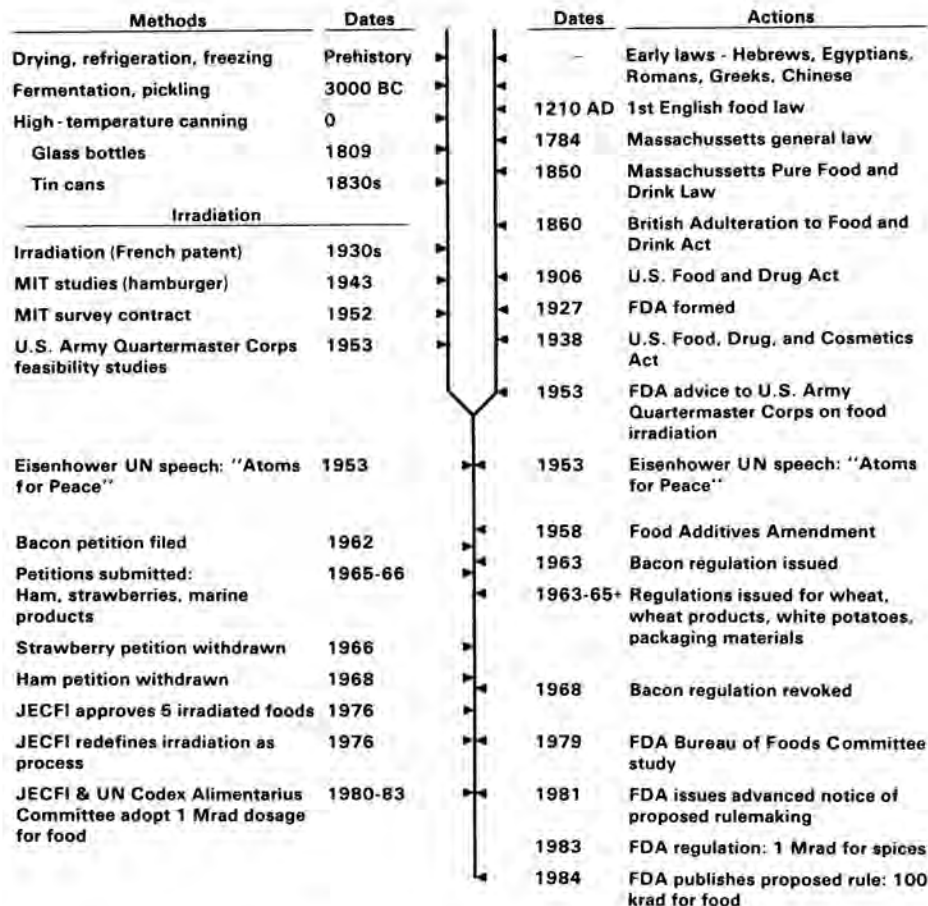 Methods Dates
Drying, refrigeration, freezing Prehistory
Fermentation, pickling 3000 BC
High-temperature canning 0
Glass bottles 1809
Tin cans 1830s
Irradiation
Irradiation (French patent) 1930s
MIT studies (hamburger) 1943
MIT survey contract 1952
U.S. Army Quartermaster Corps 1953
feasibility studies
Eisenhower UN speech: "Atoms 1953
for Peace"
Bacon petition filed 1962
Petitions submitted: 1965-66
Ham, strawberries, marine
products
Strawberry petition withdrawn 1966
Ham petition withdrawn 1968
JECFI approves 5 irradiated foods 1976
JECFI redefines irradiation as 1976
process
JECFI & UN Codex Alimentarius 1980-83
Committee adopt 1 Mrad dosage
for food
Dates Actions
— Early laws - Hebrews, Egyptians,
Romans, Greeks, Chinese
1210 AD 1st English food law
1784 Massachussetts general law
1850 Massachussetts Pure Food and
Drink Law
1860 British Adulteration to Food and
Drink Act
1906 U.S. Food and Drug Act
1927 FDA formed
1938 U.S. Food, Drug, and Cosmetics
Act
1953 FDA advice to U.S. Army
Quartermaster Corps on food
irradiation
1953 Eisenhower UN speech: "Atoms
for Peace"
1958 Food Additives Amendment
1963 Bacon regulation issued
1963-65+ Regulations issued for wheat,
wheat products, white potatoes,
packaging materials
1968 Bacon regulation revoked
1979 FDA Bureau of Foods Committee
study
1981 FDA issues advanced notice of
proposed rulemaking
1983 FDA regulation: 1 Mrad for spices
1984 FDA publishes proposed rule: 100
krad for food